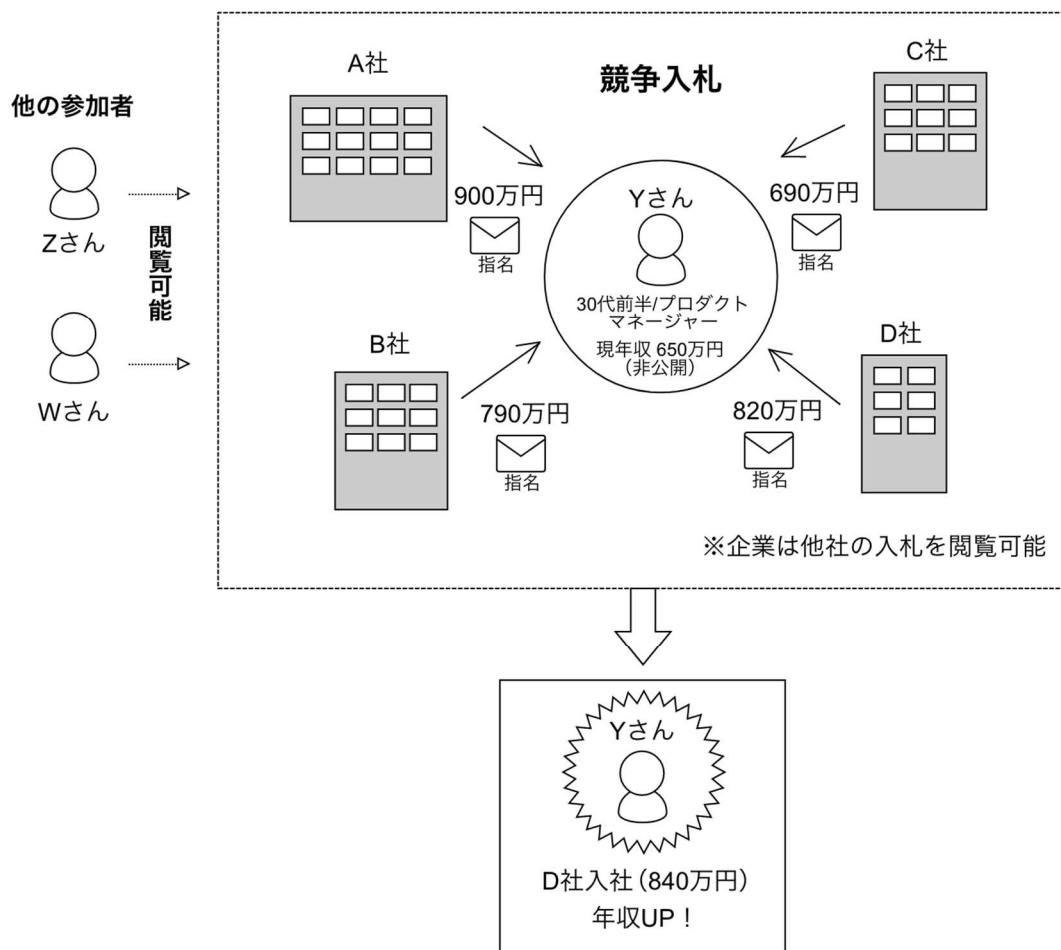 他の参加者
Zさん
閲覧可能
Wさん
競争入札
A社
900万円
指名
C社
690万円
指名
Yさん
30代前半/プロダクト
マネージャー
現年収 650万円
（非公開）
B社
790万円
指名
D社
820万円
指名
※企業は他社の入札を閲覧可能
Yさん
D社入社（840万円）
年収UP！